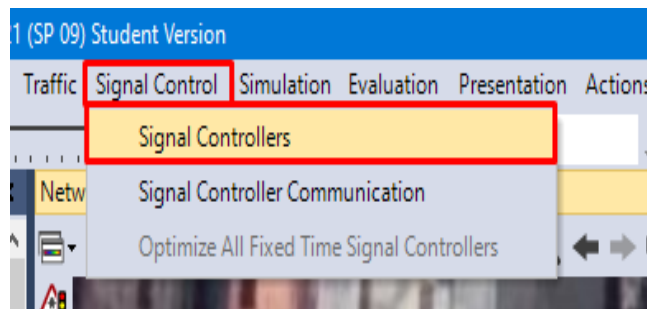 21 (SP 09) Student Version
Traffic Signal Control Simulation Evaluation Presentation Actions
Signal Controllers
Netw
Signal Controller Communication
Optimize All Fixed Time Signal Controllers